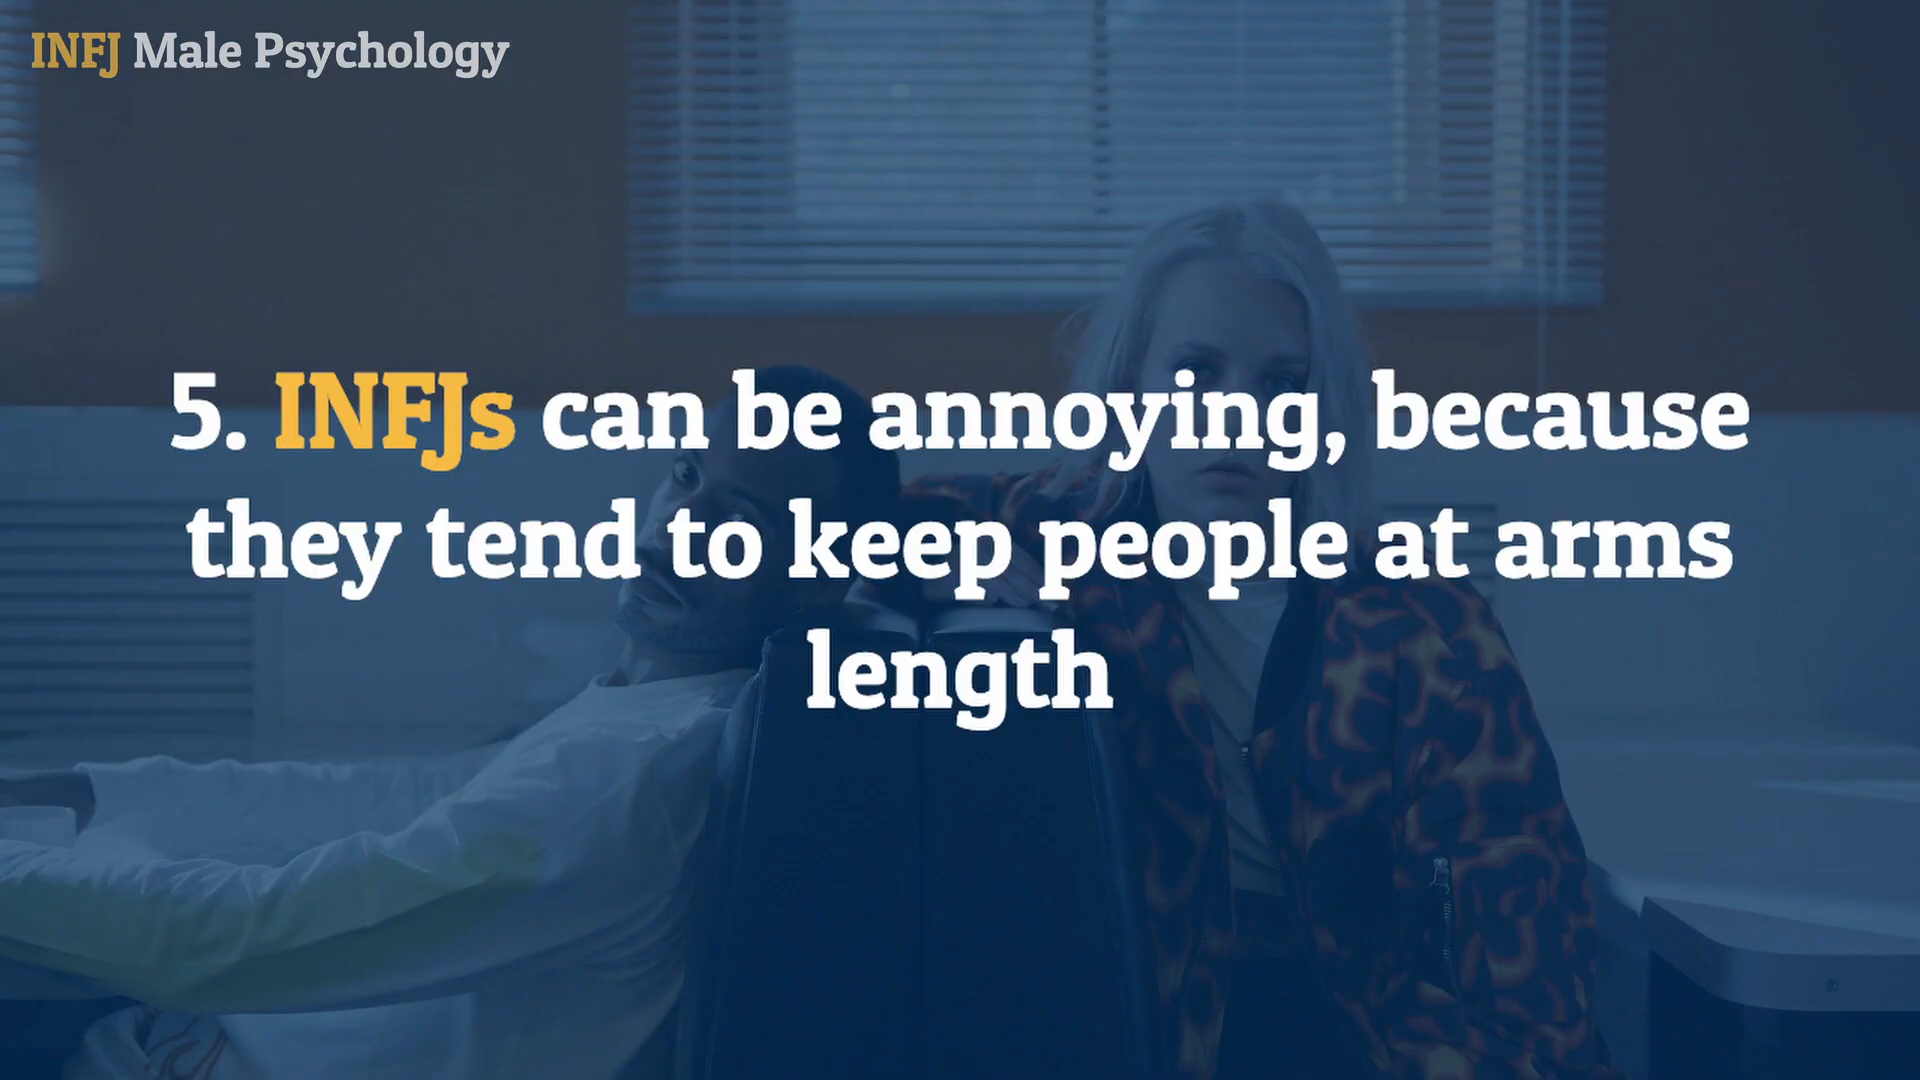 INFJ Male Psychology
5. INFJs can be annoying, because
they tend to keep people at arms
length